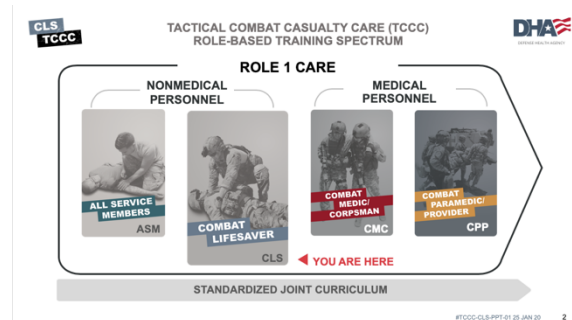 CLS
TCCC
TACTICAL COMBAT CASUALTY CARE (TCCC)
ROLE-BASED TRAINING SPECTRUM
DHA
DEFENSE HEALTH AGENCY
ROLE 1 CARE
NONMEDICAL
PERSONNEL
MEDICAL
PERSONNEL
ALL SERVICE
MEMBERS
ASM
COMBAT
LIFESAVER
CLS
COMBAT
MEDIC/
CORPSMAN
CMC
COMBAT
PARAMEDIC/
PROVIDER
CPP
YOU ARE HERE
STANDARDIZED JOINT CURRICULUM
#TCCC-CLS-PPT-01 25 JAN 20
2